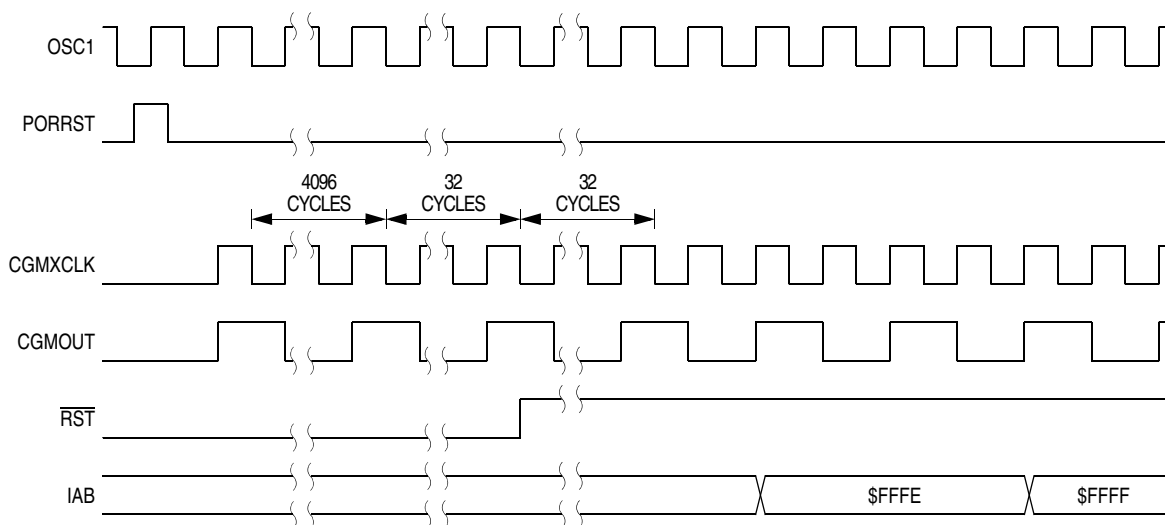 OSC1
PORRST
4096
CYCLES
32
CYCLES
32
CYCLES
CGMXCLK
CGMOUT
RST
IAB
$FFFE
$FFFF